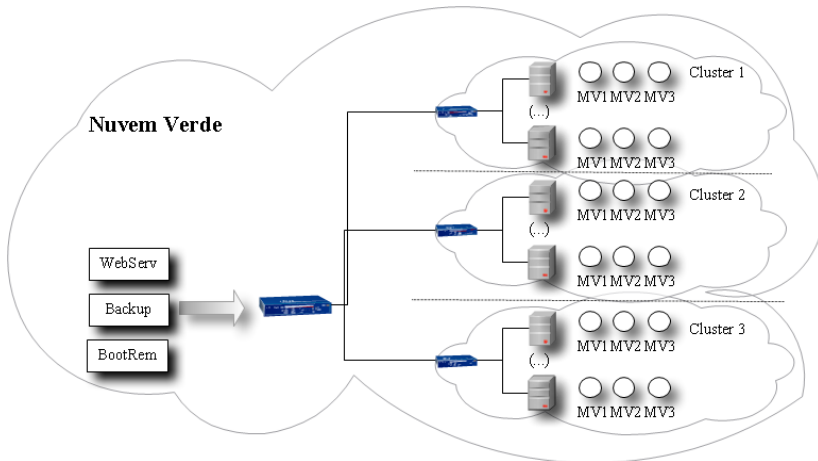 Nuvem Verde
WebServ
Backup
BootRem
Cluster 1
MV1 MV2 MV3
(...)
MV1 MV2 MV3
Cluster 2
MV1 MV2 MV3
(...)
MV1 MV2 MV3
Cluster 3
MV1 MV2 MV3
(...)
MV1 MV2 MV3